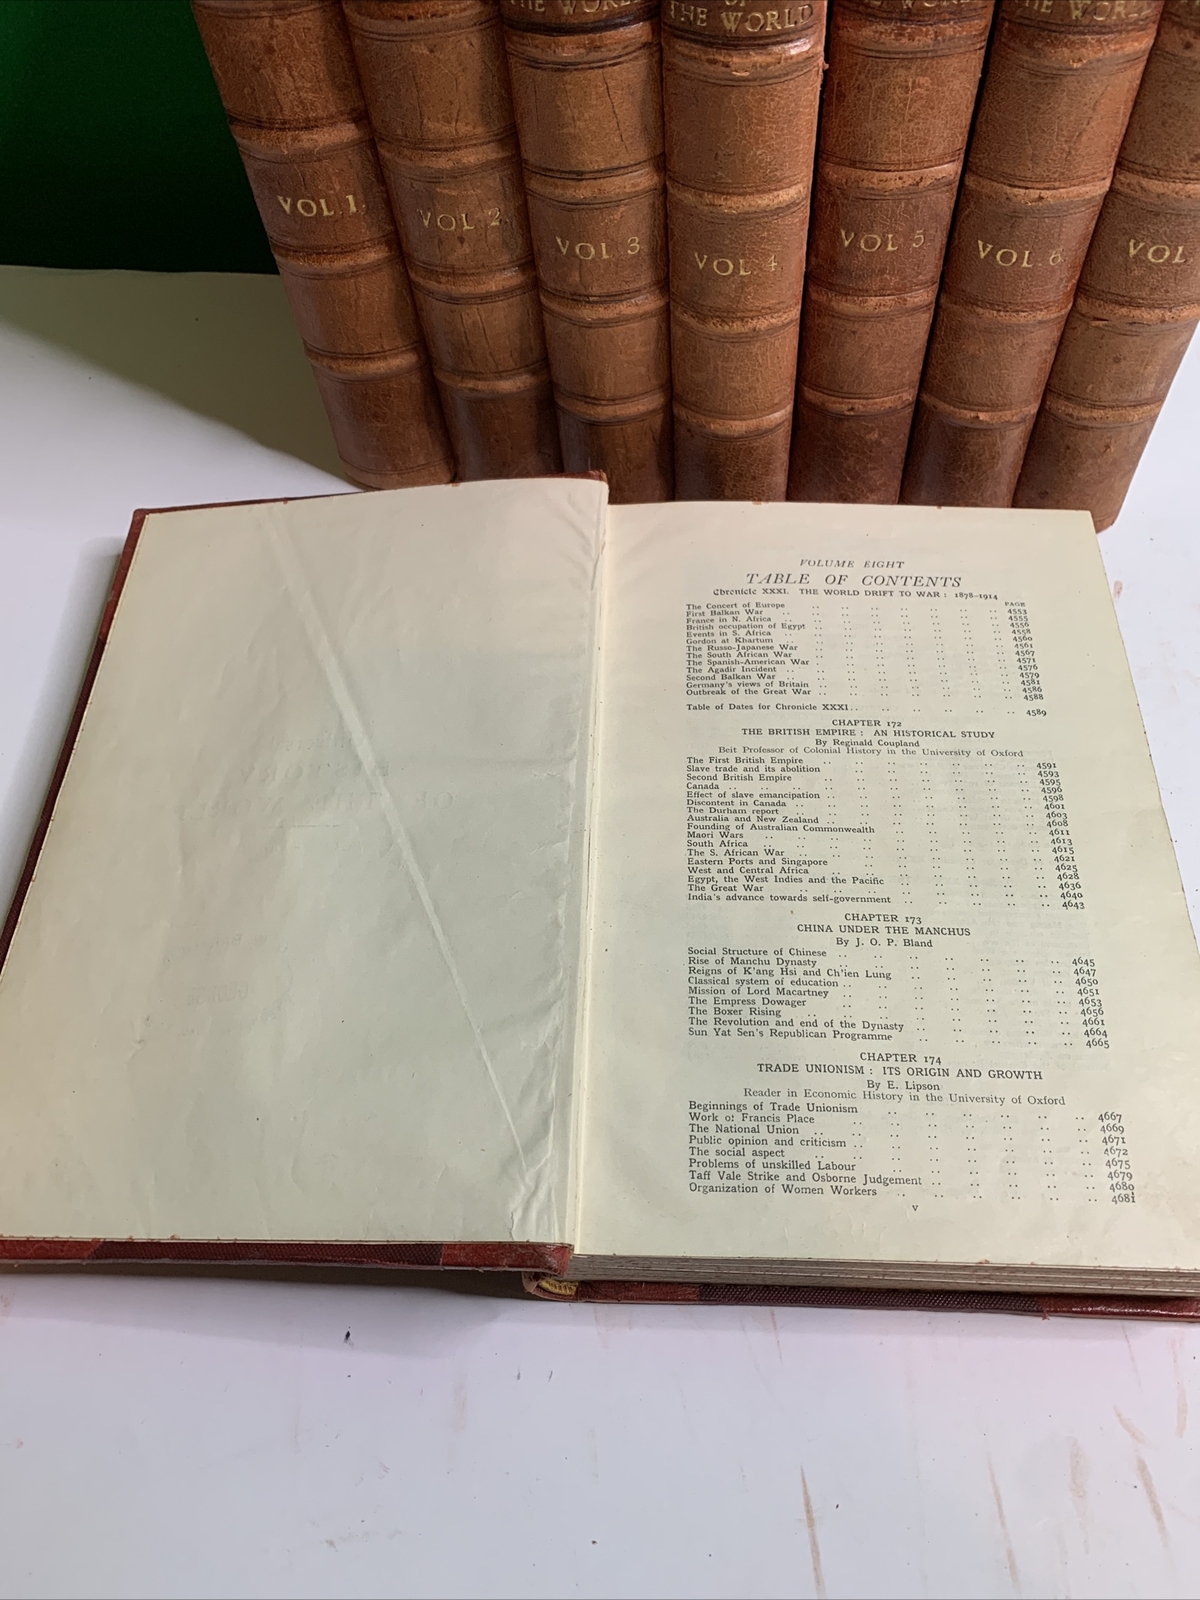 THE WORLD
OF
THE WORLD
THE WORLD
THE WORLD
VOL 1.
VOL 2.
VOL 3
VOL 4
VOL 5
VOL 6
VOL
VOLUME EIGHT
TABLE OF CONTENTS
Chronicle XXXI. THE WORLD DRIFT TO WAR : 1878-1914
PAGE
The Concert of Europe .. 4553
First Balkan War .. 4555
France in N. Africa .. 4556
British occupation of Egypt .. 4558
Events in S. Africa .. 4560
Gordon at Khartum .. 4561
The Russo-Japanese War .. 4567
The South African War .. 4571
The Spanish-American War .. 4576
The Agadir Incident .. 4579
Second Balkan War .. 4581
Germany's views of Britain .. 4586
Outbreak of the Great War .. 4588
Table of Dates for Chronicle XXXI .. 4589
CHAPTER 172
THE BRITISH EMPIRE : AN HISTORICAL STUDY
By Reginald Coupland
Beit Professor of Colonial History in the University of Oxford
The First British Empire .. 4591
Slave trade and its abolition .. 4593
Second British Empire .. 4595
Canada .. 4596
Effect of slave emancipation .. 4598
Discontent in Canada .. 4601
The Durham report .. 4603
Australia and New Zealand .. 4608
Founding of Australian Commonwealth .. 4611
Maori Wars .. 4613
South Africa .. 4615
The S. African War .. 4621
Eastern Ports and Singapore .. 4625
West and Central Africa .. 4628
Egypt, the West Indies and the Pacific .. 4636
The Great War .. 4640
India's advance towards self-government .. 4643
CHAPTER 173
CHINA UNDER THE MANCHUS
By J. O. P. Bland
Social Structure of Chinese .. 4645
Rise of Manchu Dynasty .. 4647
Reigns of K'ang Hsi and Ch'ien Lung .. 4650
Classical system of education .. 4651
Mission of Lord Macartney .. 4653
The Empress Dowager .. 4656
The Boxer Rising .. 4661
The Revolution and end of the Dynasty .. 4664
Sun Yat Sen's Republican Programme .. 4665
CHAPTER 174
TRADE UNIONISM : ITS ORIGIN AND GROWTH
By E. Lipson
Reader in Economic History in the University of Oxford
Beginnings of Trade Unionism .. 4667
Work of Francis Place .. 4669
The National Union .. 4671
Public opinion and criticism .. 4672
The social aspect .. 4675
Problems of unskilled Labour .. 4679
Taff Vale Strike and Osborne Judgement .. 4680
Organization of Women Workers .. 4681
v